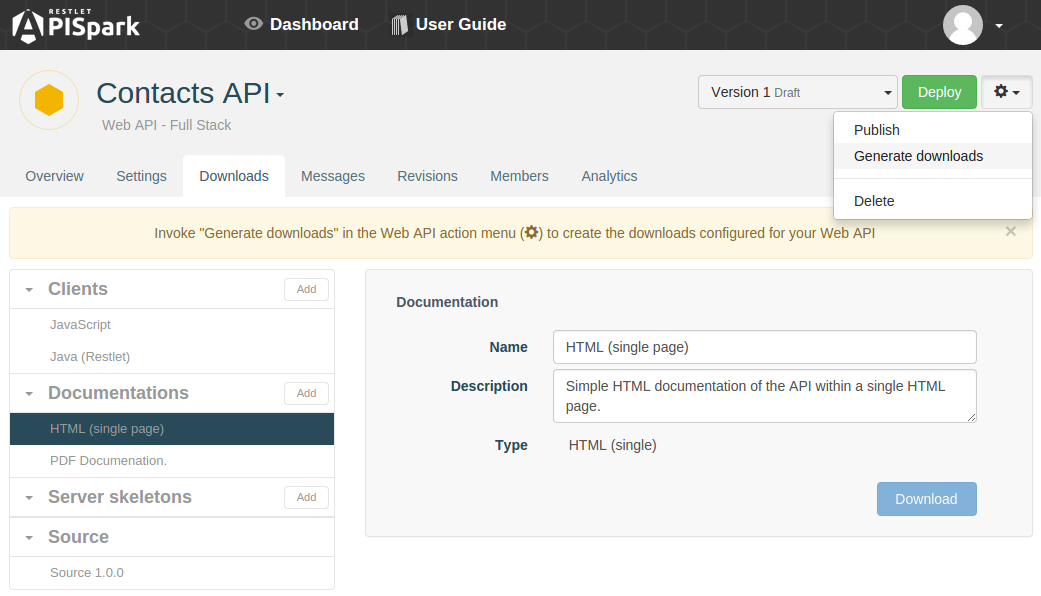 RESTLET
APISpark
Dashboard
User Guide
Contacts API
Web API - Full Stack
Version 1 Draft
Deploy
Publish
Generate downloads
Delete
Overview
Settings
Downloads
Messages
Revisions
Members
Analytics
Invoke "Generate downloads" in the Web API action menu () to create the downloads configured for your Web API
×
Clients
Add
JavaScript
Java (Restlet)
Documentations
Add
HTML (single page)
PDF Documenation.
Server skeletons
Add
Source
Source 1.0.0
Documentation
Name
HTML (single page)
Description
Simple HTML documentation of the API within a single HTML
page.
Type
HTML (single)
Download